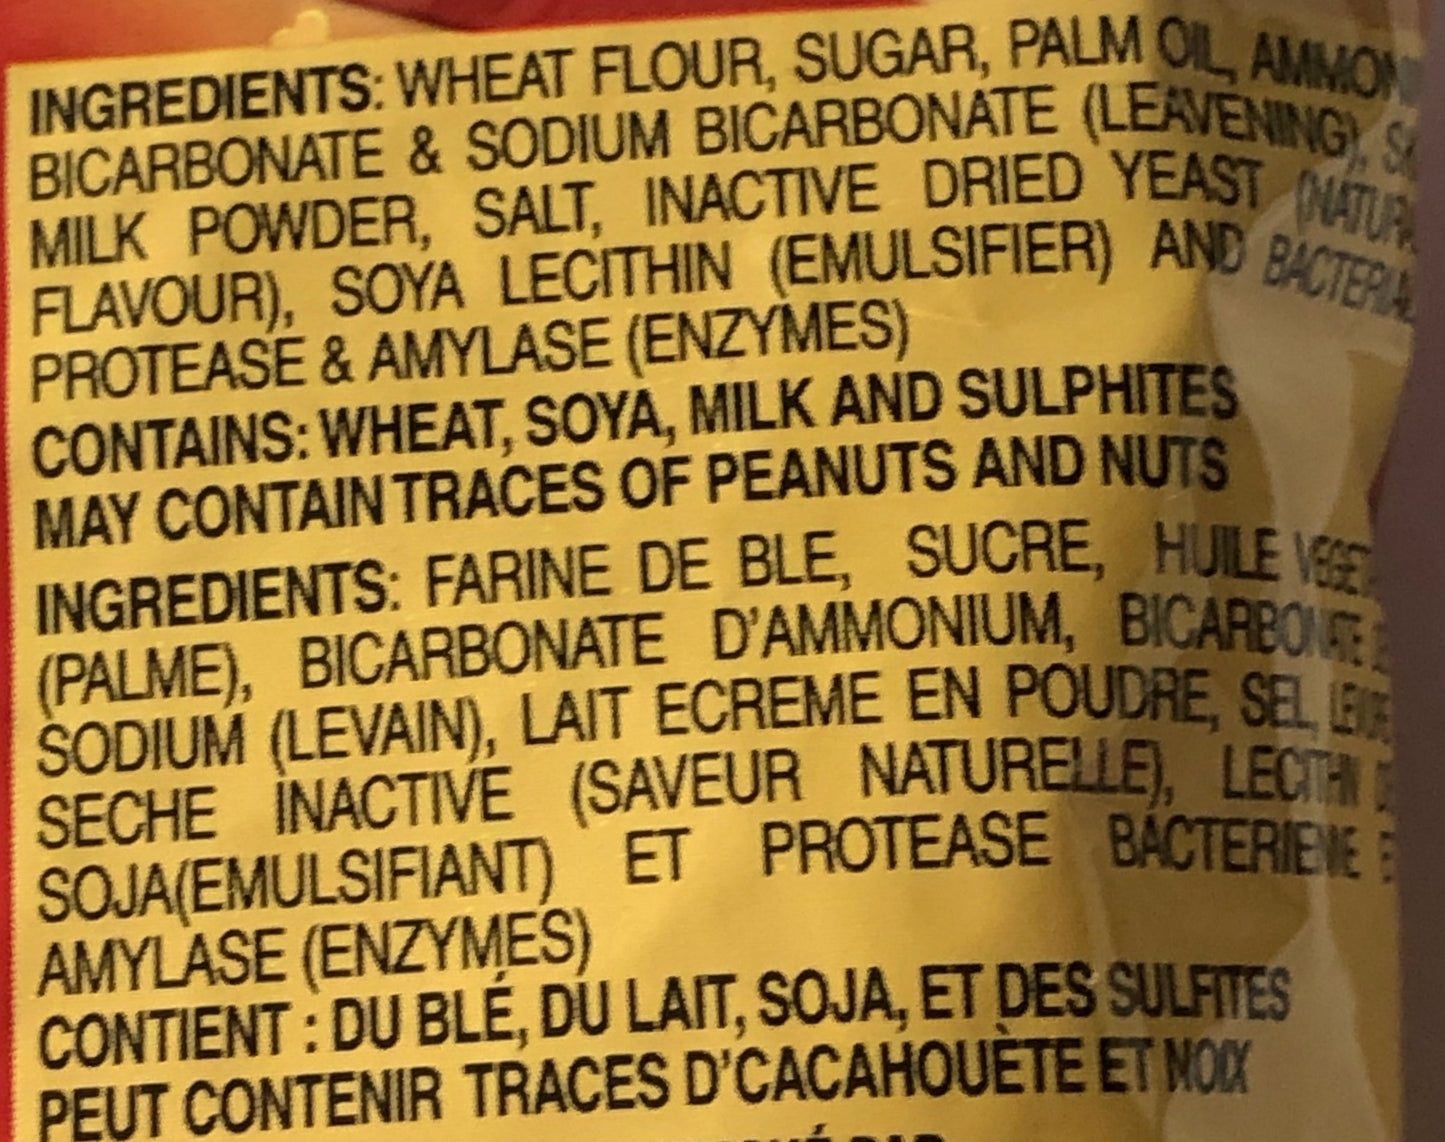 INGREDIENTS: WHEAT FLOUR, SUGAR, PALM OIL,
BICARBONATE & SODIUM BICARBONATE (LEAVENING),
MILK POWDER, SALT, INACTIVE DRIED YEAST
FLAVOUR), SOYA LECITHIN (EMULSIFIER) AND
PROTEASE & AMYLASE (ENZYMES)
CONTAINS: WHEAT, SOYA, MILK AND SULPHITES
MAY CONTAIN TRACES OF PEANUTS AND NUTS
INGREDIENTS: FARINE DE BLE, SUCRE, HUILE
(PALME), BICARBONATE D'AMMONIUM, BICARBONATE
SODIUM (LEVAIN), LAIT ECREME EN POUDRE, SEL,
SECHE INACTIVE (SAVEUR NATURELLE), LECITHIN
SOJA(EMULSIFIANT) ET PROTEASE
AMYLASE (ENZYMES)
CONTIENT : DU BLÉ, DU LAIT, SOJA, ET DES SULFITES
PEUT CONTENIR TRACES D'CACAHOUÈTE ET NOIX